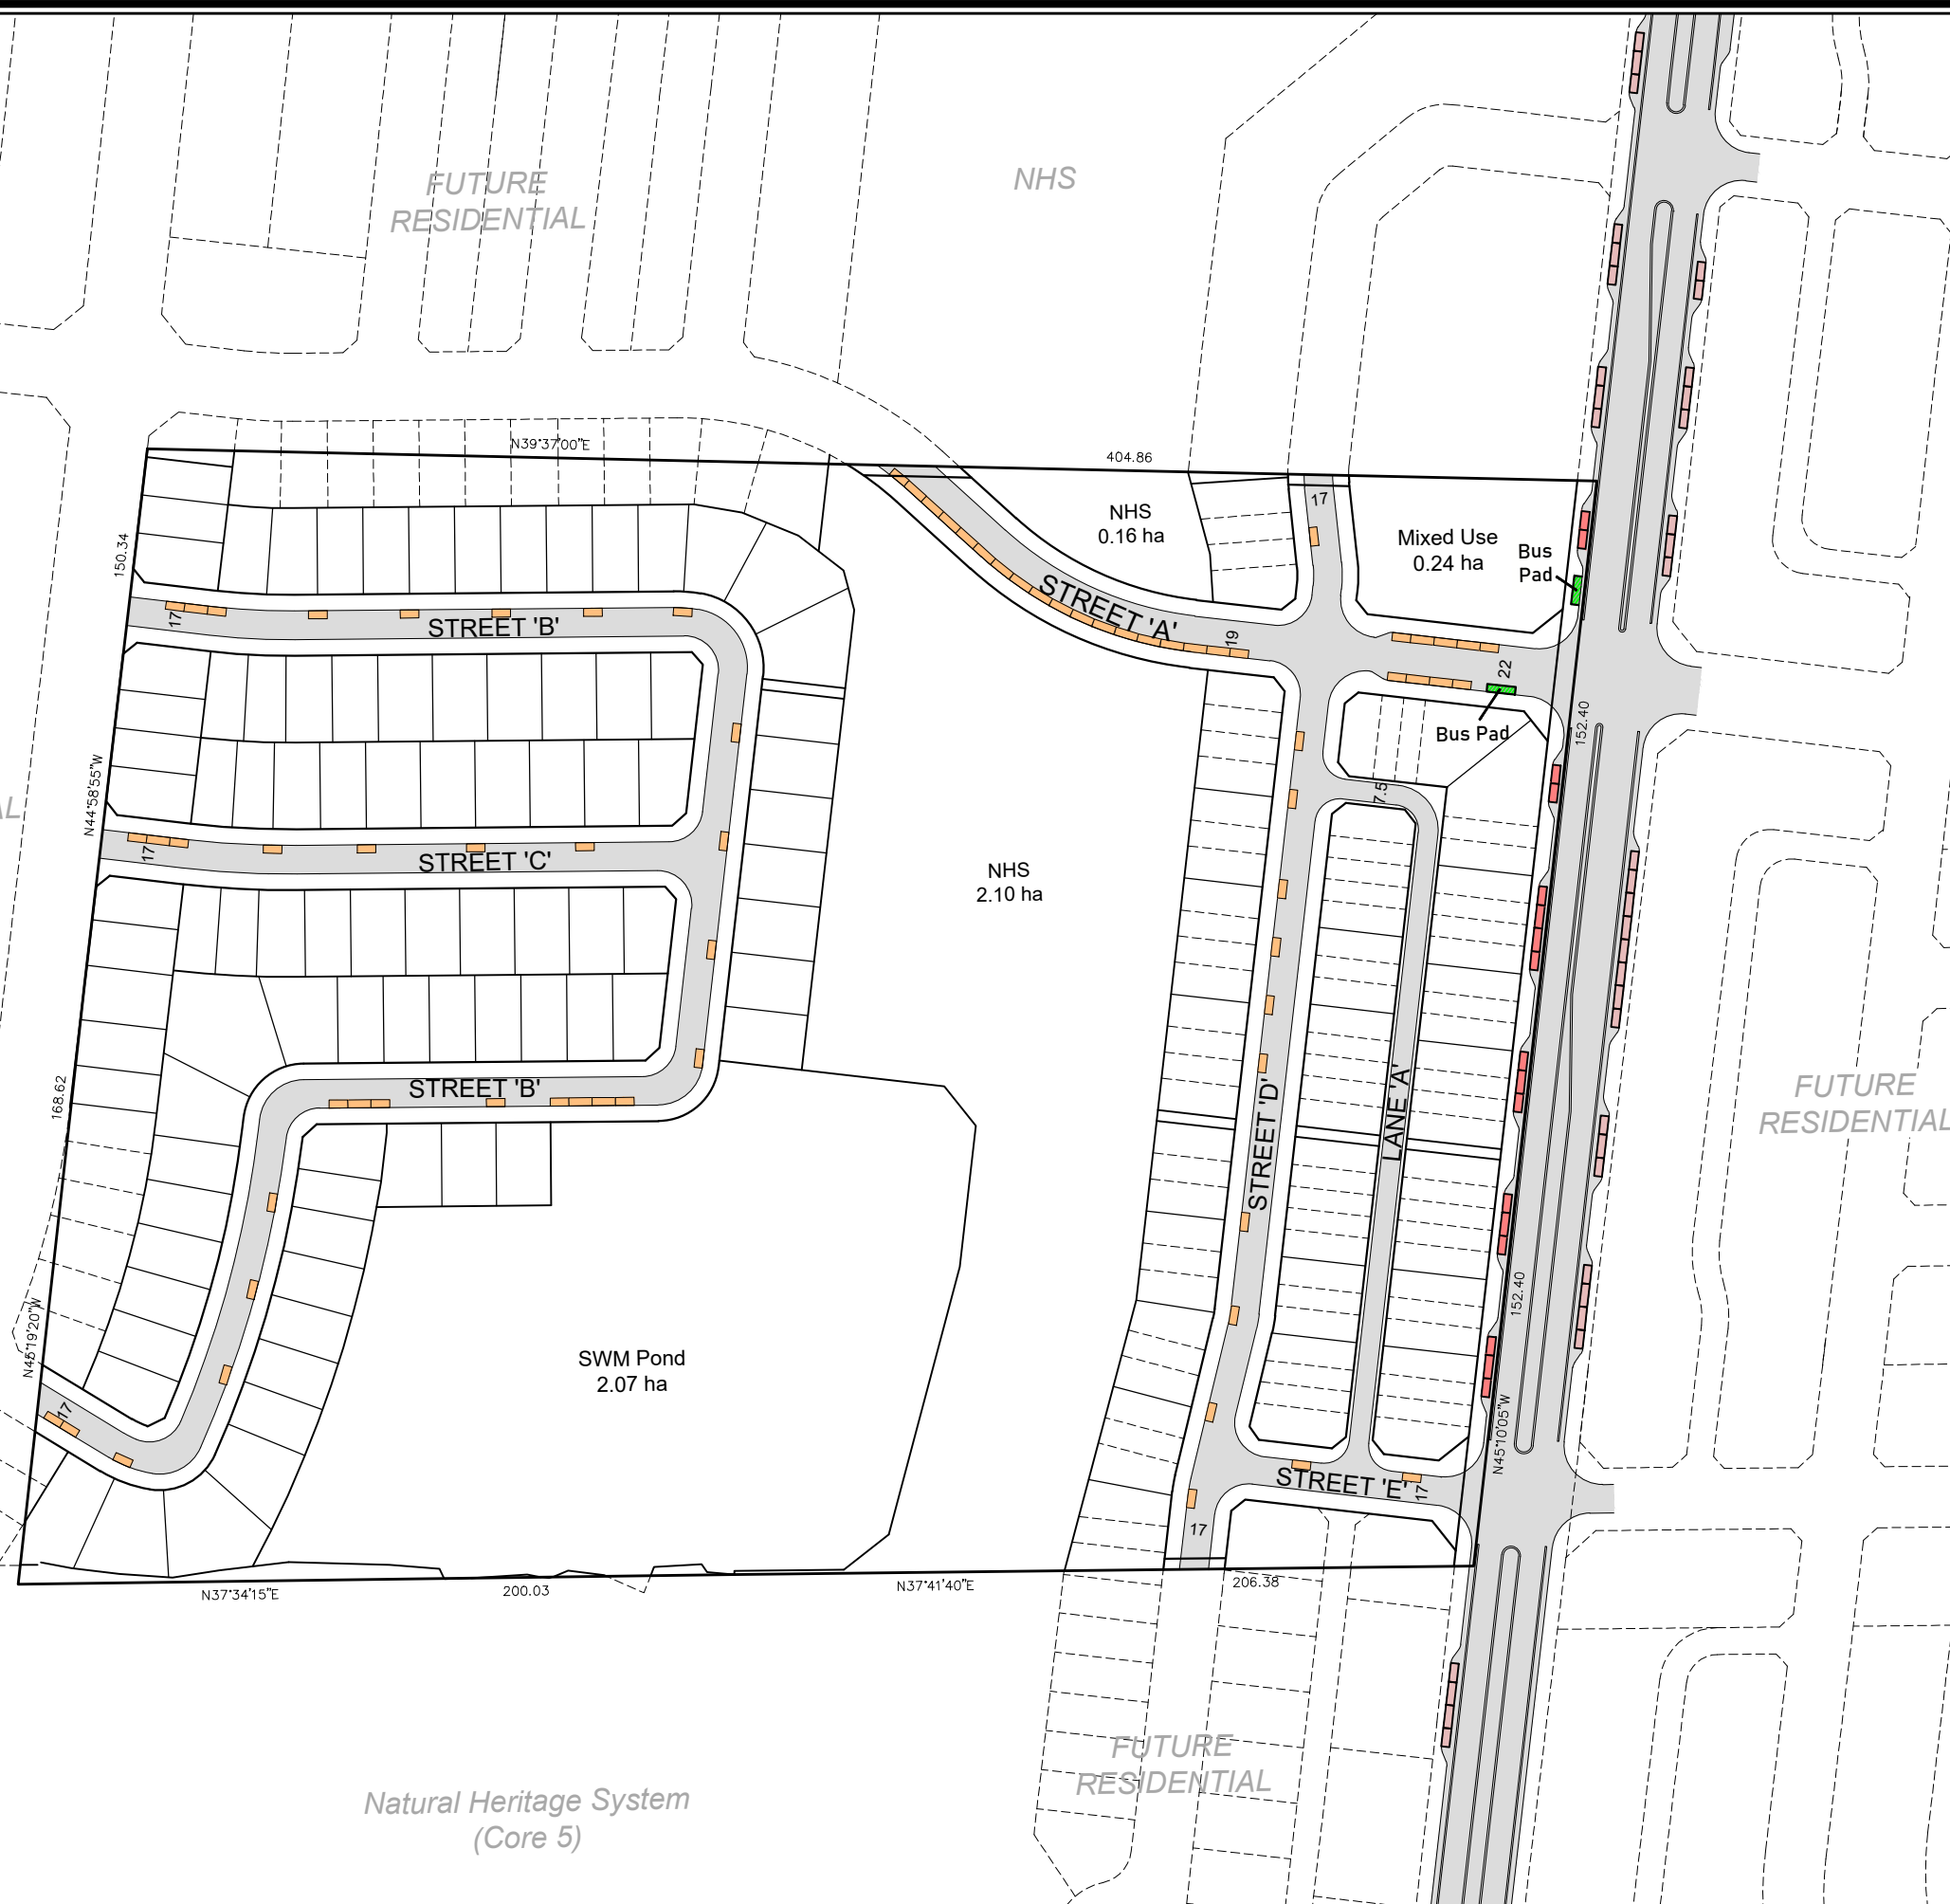 FUTURE
RESIDENTIAL
NHS
N39°37'00"E
404.86
NHS
0.16 ha
17
Mixed Use
0.24 ha
Bus
Pad
150.34
STREET 'A'
19
17
STREET 'B'
22
Bus Pad
152.40
7.5
N44°58'55"W
AL
17
STREET 'C'
NHS
2.10 ha
168.62
STREET 'B'
STREET 'D'
LANE 'A'
FUTURE
RESIDENTIAL
152.40
N45°19'20"W
SWM Pond
2.07 ha
17
N45°10'05"W
STREET 'E'
17
17
N37°34'15"E
200.03
N37°41'40"E
206.38
FUTURE
RESIDENTIAL
Natural Heritage System
(Core 5)